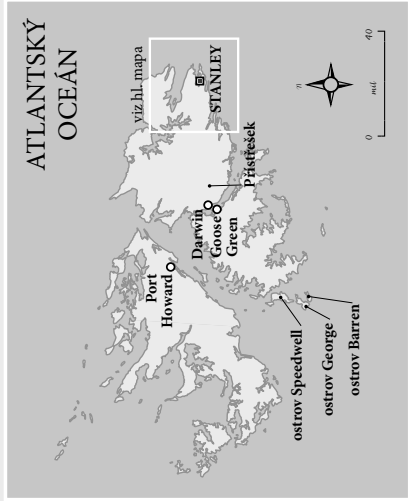 ATLANTSKÝ
OCEÁN
viz hl. mapa
STANLEY
Přístřešek
Darwin
Goose
Green
Port
Howard
ostrov Speedwell
ostrov George
ostrov Barren
n
0
mil
40